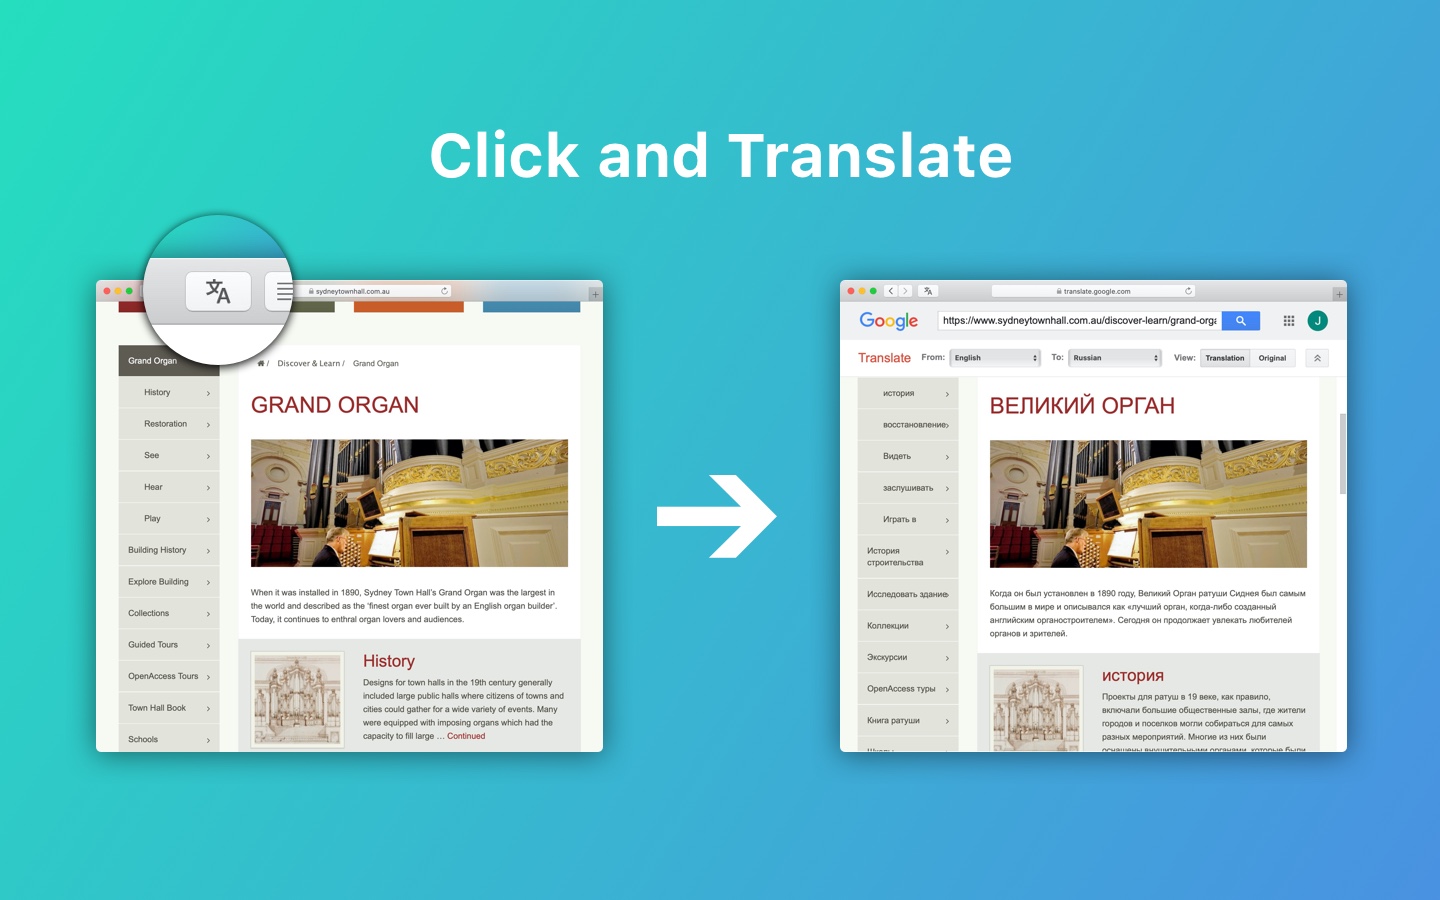 Click and Translate
sydneytownhall.com.au
Grand Organ
History
Restoration
See
Hear
Play
Building History
Explore Building
Collections
Guided Tours
OpenAccess Tours
Town Hall Book
Schools
/ Discover & Learn / Grand Organ
GRAND ORGAN
When it was installed in 1890, Sydney Town Hall's Grand Organ was the largest in
the world and described as the 'finest organ ever built by an English organ builder'.
Today, it continues to enthral organ lovers and audiences.
History
Designs for town halls in the 19th century generally
included large public halls where citizens of towns and
cities could gather for a wide variety of events. Many
were equipped with imposing organs which had the
capacity to fill large … Continued
translate.google.com
Google
https://www.sydneytownhall.com.au/discover-learn/grand-orga
J
Translate From: English To: Russian View: Translation Original
история
восстановление
Видеть
заслушивать
Играть в
История
строительства
Исследовать здание
Коллекции
Экскурсии
OpenAccess туры
Книга ратуши
ВЕЛИКИЙ ОРГАН
Когда он был установлен в 1890 году, Великий Орган ратуши Сиднея был самым
большим в мире и описывался как «лучший орган, когда-либо созданный
английским органостроителем». Сегодня он продолжает увлекать любителей
органов и зрителей.
история
Проекты для ратуш в 19 веке, как правило,
включали большие общественные залы, где жители
городов и поселков могли собираться для самых
разных мероприятий. Многие из них были
оснащены внушительными органами, которые были